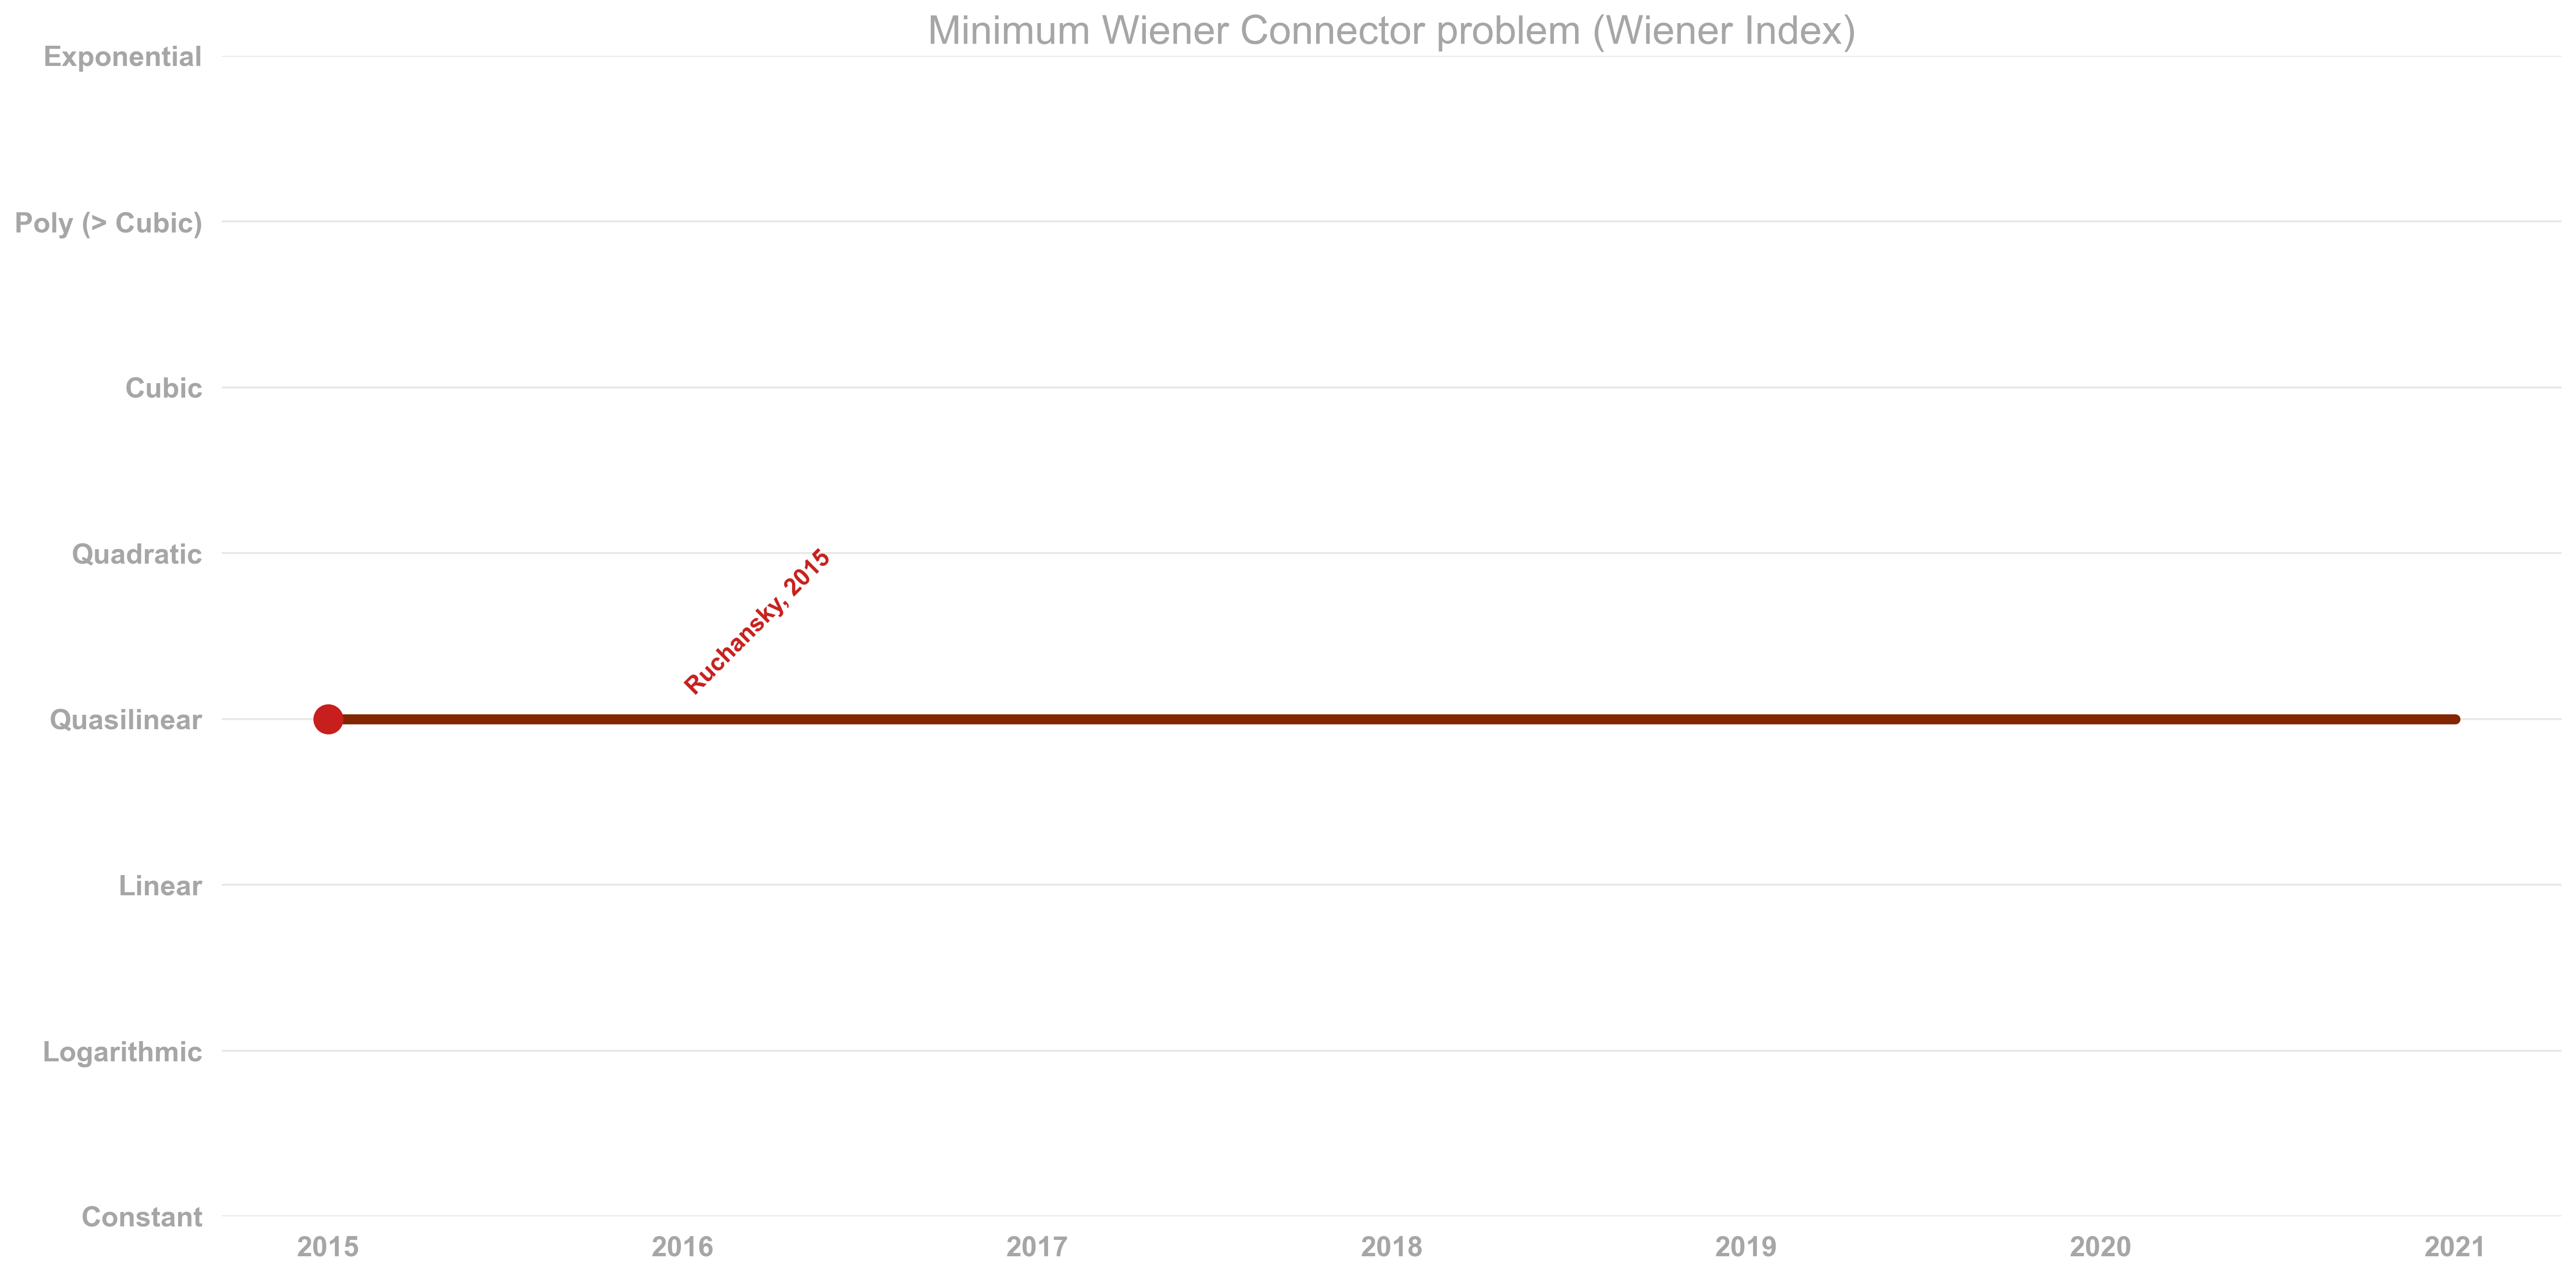 Minimum Wiener Connector problem (Wiener Index)
Exponential
Poly (> Cubic)
Cubic
Quadratic
Ruchansky, 2015
Quasilinear
Linear
Logarithmic
Constant
2015 2016 2017 2018 2019 2020 2021